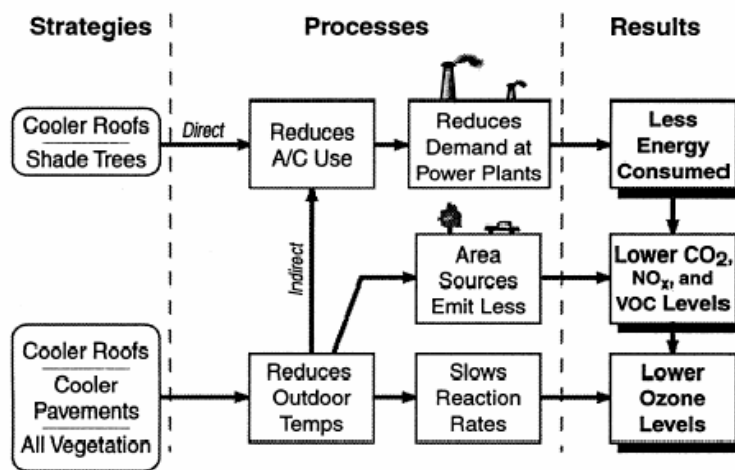 Strategies
Processes
Results
Cooler Roofs
Shade Trees
Direct
Reduces
A/C Use
Reduces
Demand at
Power Plants
Less
Energy
Consumed
Indirect
Area
Sources
Emit Less
Lower CO₂,
NOₓ, and
VOC Levels
Cooler Roofs
Cooler
Pavements
All Vegetation
Reduces
Outdoor
Temps
Slows
Reaction
Rates
Lower
Ozone
Levels